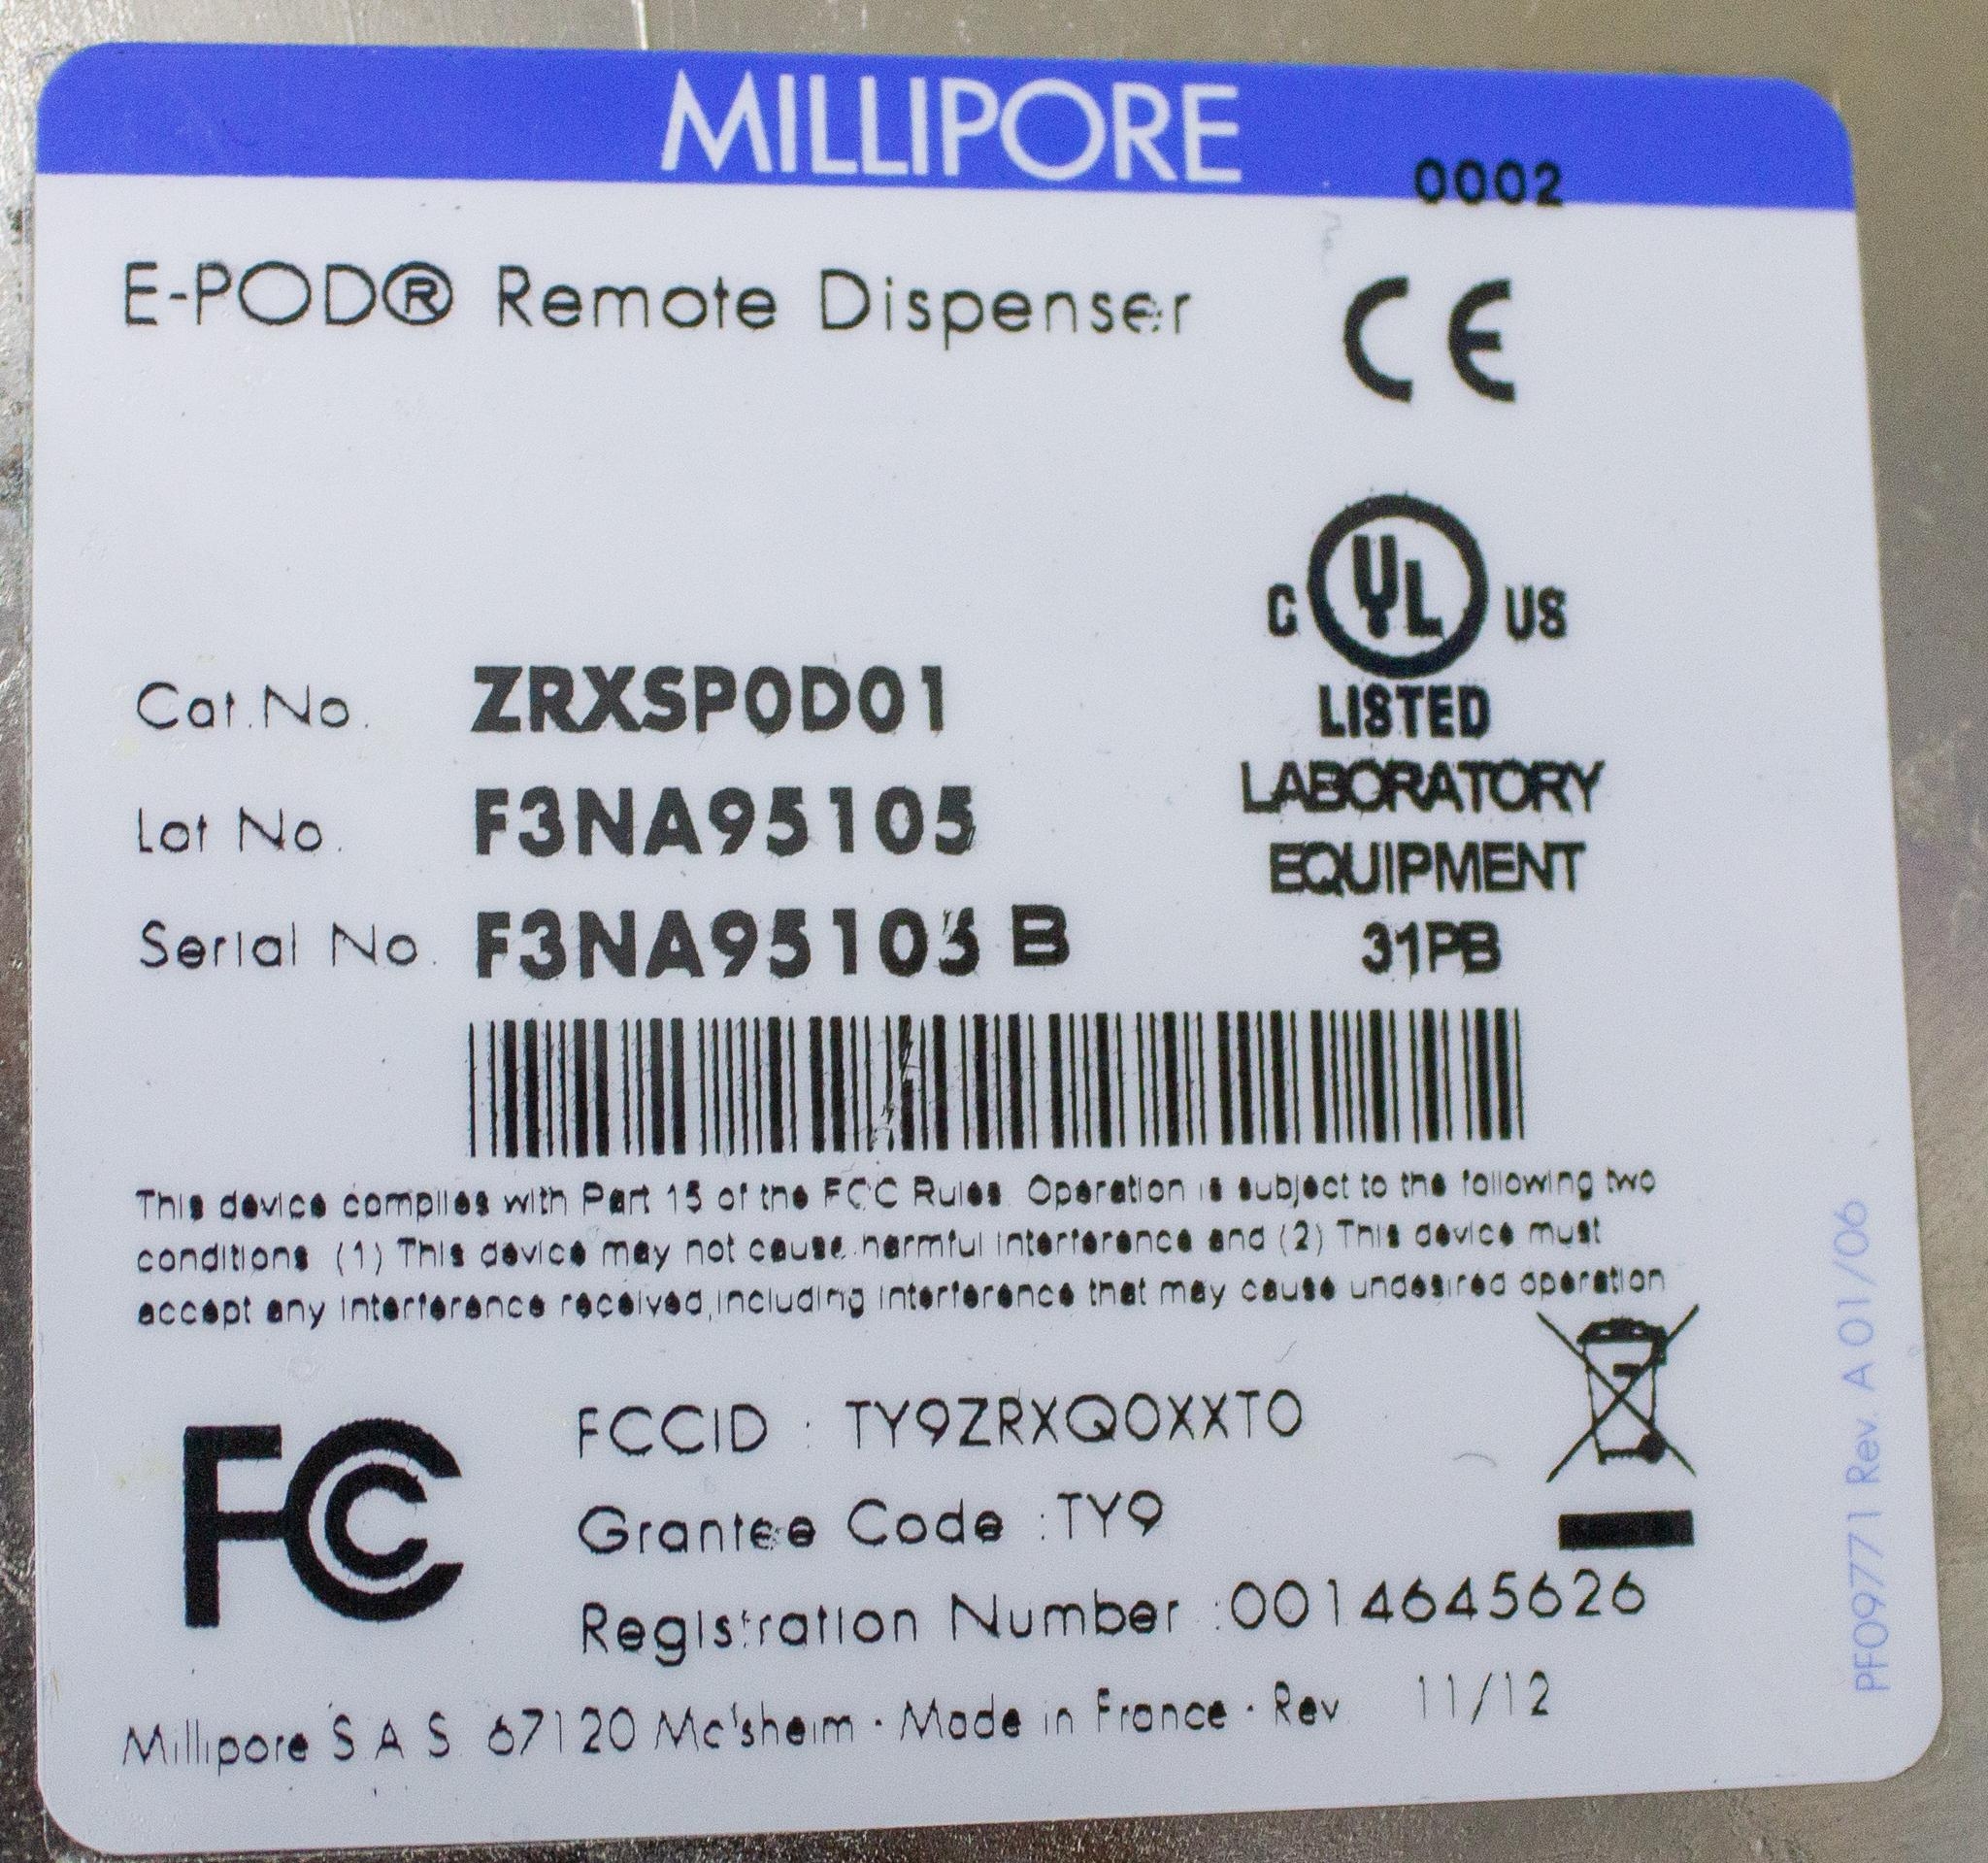 MILLIPORE
0002
E-POD® Remote Dispenser
CE
C UL US
LISTED
LABORATORY
EQUIPMENT
31PB
Cat.No. ZRXSP0D01
Lot No. F3NA95105
Serial No. F3NA95105 B
This device complies with Part 15 of the FCC Rules. Operation is subject to the following two
conditions (1) This device may not cause harmful interference and (2) This device must
accept any interference received, including interference that may cause undesired operation
FC
FCCID : TY9ZRXQ0XXT0
Grantee Code :TY9
Registration Number :0014645626
Millipore S A S 67120 Molsheim · Made in France · Rev 11/12
PF09771 Rev. A 01/06